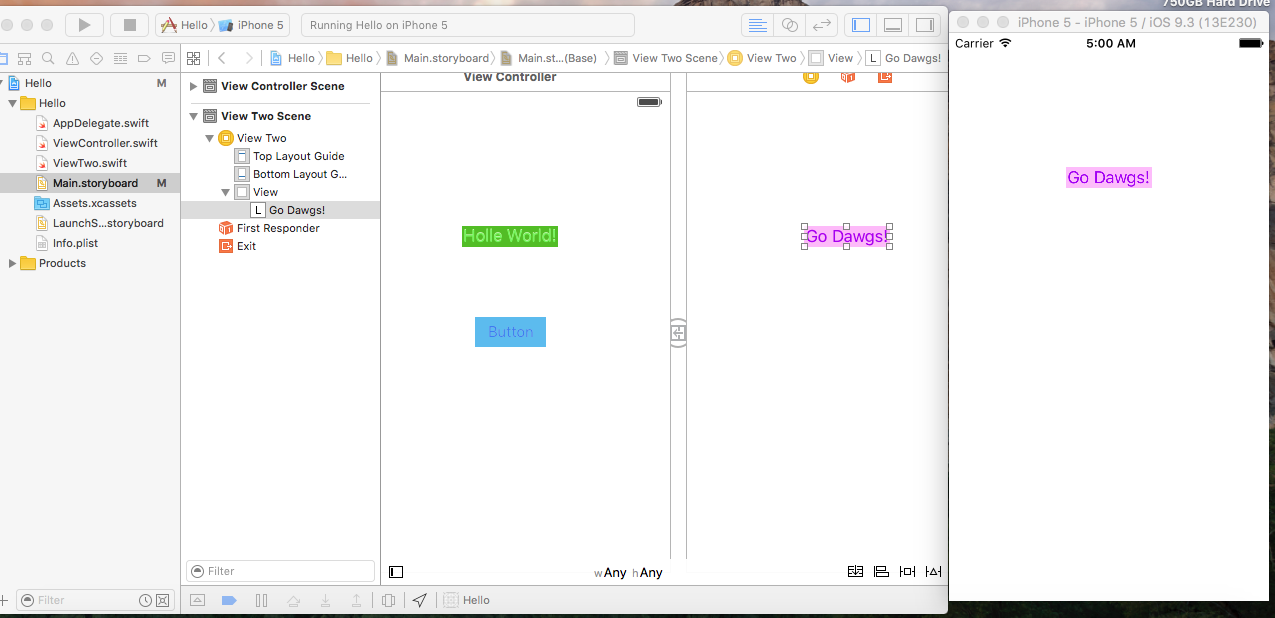 750GB Hard Drive
Hello iPhone 5 Running Hello on iPhone 5
iPhone 5 - iPhone 5 / iOS 9.3 (13E230)
Carrier 5:00 AM
Hello Hello Main.storyboard Main.st...(Base) View Two Scene View Two View L Go Dawgs!
Hello M
Hello
AppDelegate.swift
ViewController.swift
ViewTwo.swift
Main.storyboard M
Assets.xcassets
LaunchS...storyboard
Info.plist
Products
View Controller Scene
View Two Scene
View Two
Top Layout Guide
Bottom Layout G...
View
L Go Dawgs!
First Responder
Exit
View Controller
Holle World!
Button
Go Dawgs!
Go Dawgs!
Filter
Filter
wAny hAny
Hello